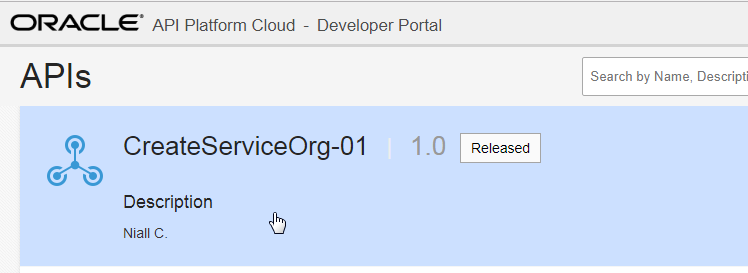 ORACLE® API Platform Cloud - Developer Portal
APIs
Search by Name, Descripti
CreateServiceOrg-01 | 1.0 Released
Description
Niall C.